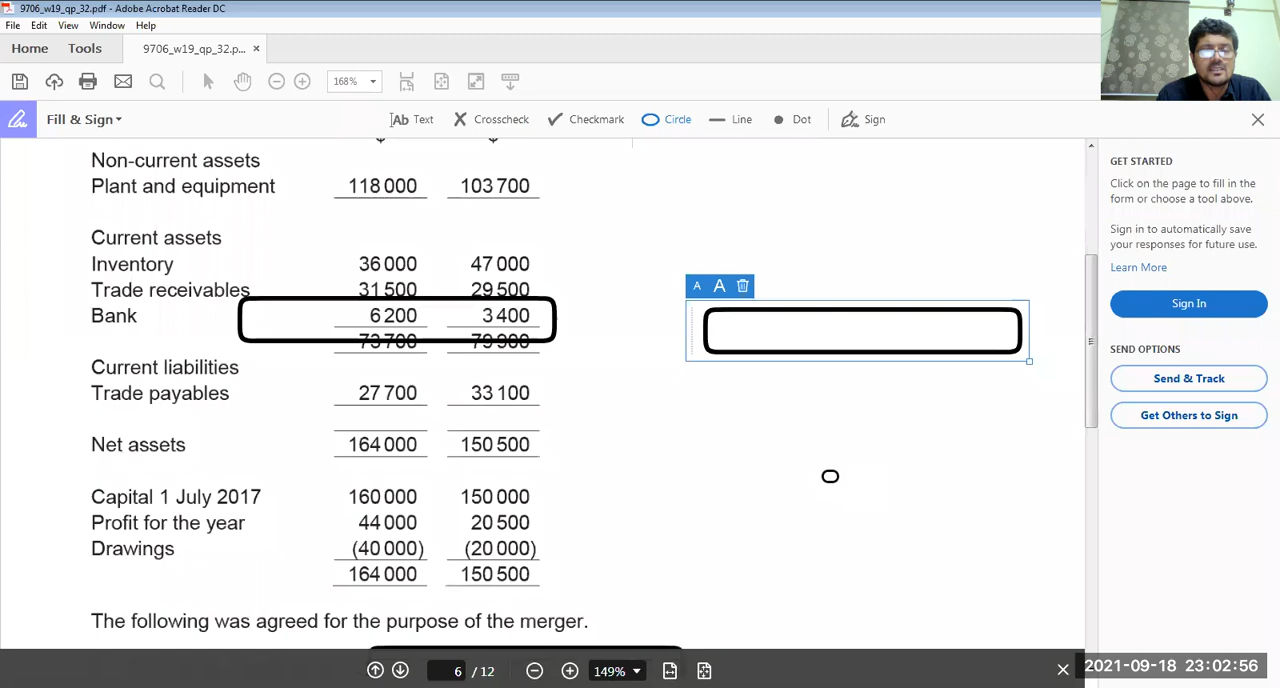 9706_w19_qp_32.pdf - Adobe Acrobat Reader DC
File Edit View Window Help
Home Tools 9706_w19_qp_32.p... ×
168%
Fill & Sign
Ab Text Crosscheck Checkmark Circle Line Dot Sign
Non-current assets
Plant and equipment 118 000 103 700
Current assets
Inventory 36 000 47 000
Trade receivables 31 500 29 500
Bank 6 200 3 400
73 700 79 900
Current liabilities
Trade payables 27 700 33 100
Net assets 164 000 150 500
Capital 1 July 2017 160 000 150 000
Profit for the year 44 000 20 500
Drawings (40 000) (20 000)
164 000 150 500
The following was agreed for the purpose of the merger.
A A
GET STARTED
Click on the page to fill in the
form or choose a tool above.
Sign in to automatically save
your responses for future use.
Learn More
Sign In
SEND OPTIONS
Send & Track
Get Others to Sign
6 / 12 149%
2021-09-18 23:02:56